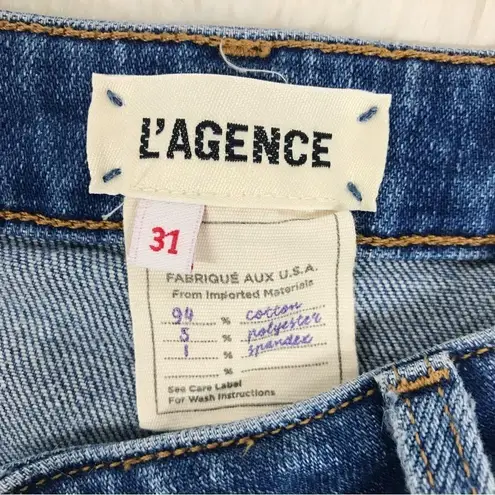 L'AGENCE
31
FABRIQUÉ AUX U.S.A.
From Imported Materials
94 % cotton
5 % polyester
1 % spandex
%
See Care Label
For Wash Instructions